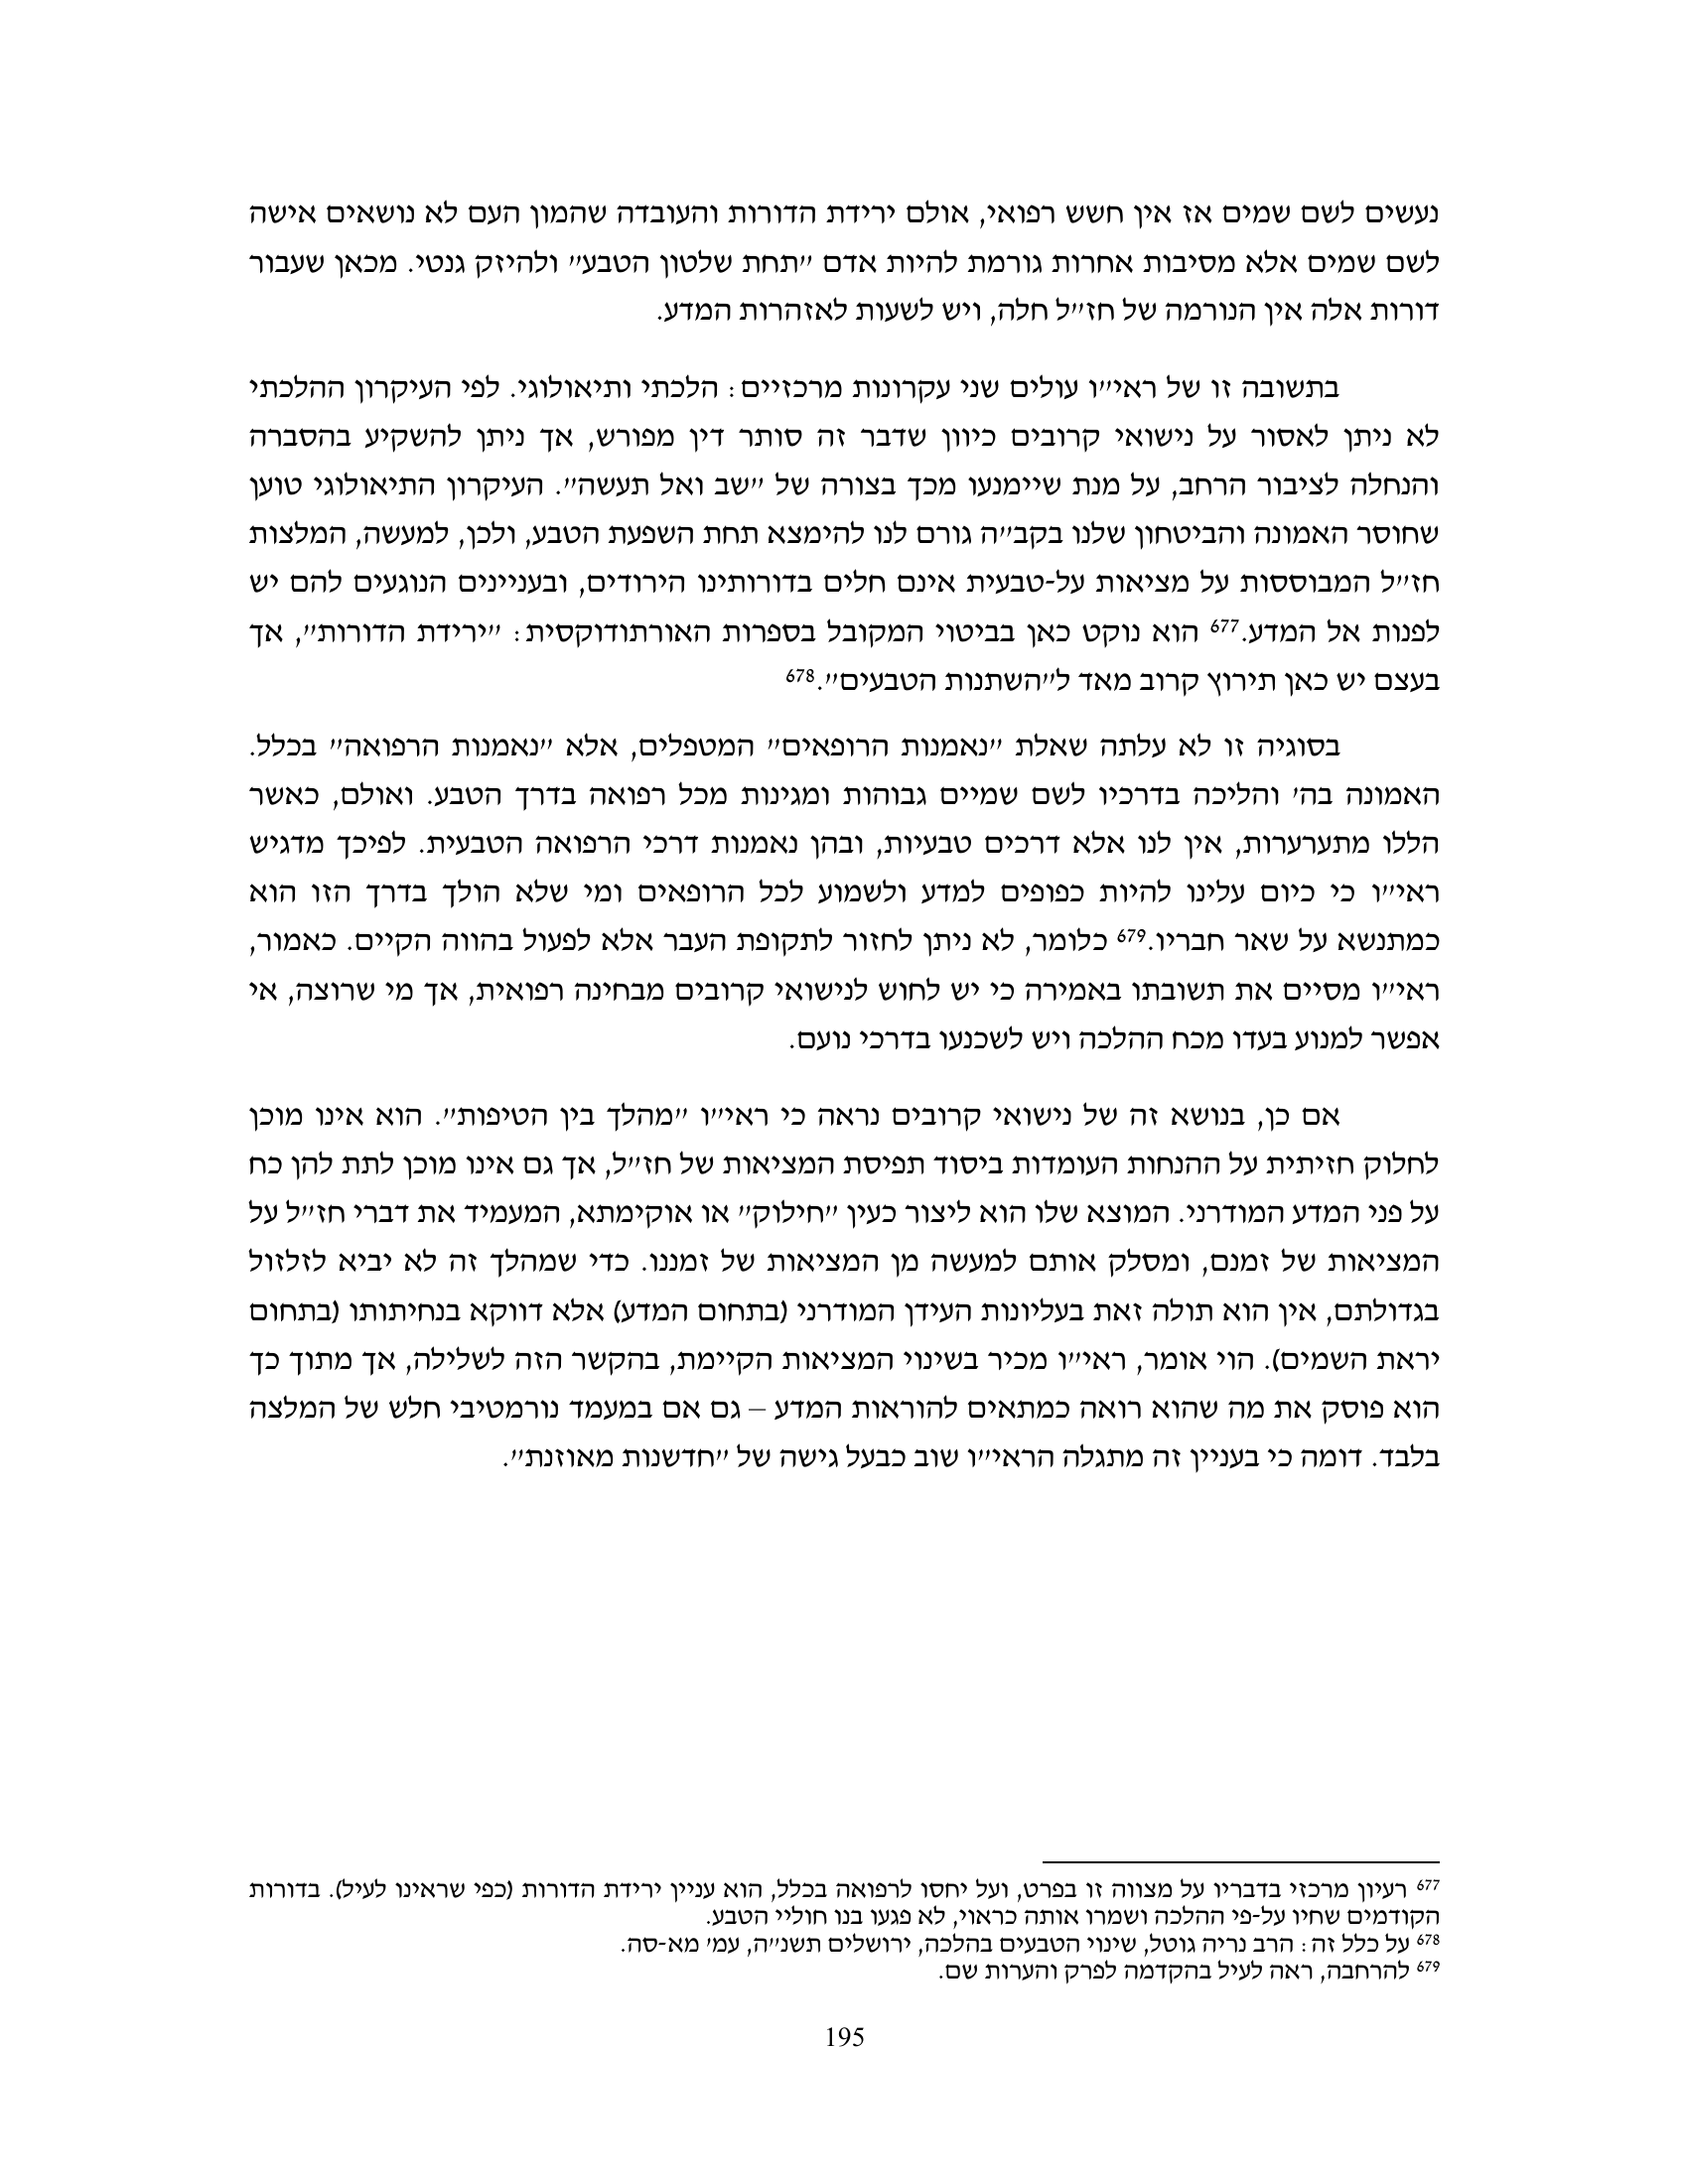 נעשים לשם שמים אז אין חשש רפואי, אולם ירידת הדורות והעובדה שהמון העם לא נושאים אישה
לשם שמים אלא מסיבות אחרות גורמת להיות אדם "תחת שלטון הטבע" ולהיזק גנטי. מכאן שעבור
דורות אלה אין הנורמה של חז"ל חלה, ויש לשעות לאזהרות המדע.
בתשובה זו של ראי"ו עולים שני עקרונות מרכזיים: הלכתי ותיאולוגי. לפי העיקרון ההלכתי
לא ניתן לאסור על נישואי קרובים כיוון שדבר זה סותר דין מפורש, אך ניתן להשקיע בהסברה
והנחלה לציבור הרחב, על מנת שיימנעו מכך בצורה של "שב ואל תעשה". העיקרון התיאולוגי טוען
שחוסר האמונה והביטחון שלנו בקב"ה גורם לנו להימצא תחת השפעת הטבע, ולכן, למעשה, המלצות
חז"ל המבוססות על מציאות על-טבעית אינם חלים בדורותינו הירודים, ובעניינים הנוגעים להם יש
לפנות אל המדע.677 הוא נוקט כאן בביטוי המקובל בספרות האורתודוקסית: "ירידת הדורות", אך
בעצם יש כאן תירוץ קרוב מאד ל"השתנות הטבעים".678
בסוגיה זו לא עלתה שאלת "נאמנות הרופאים" המטפלים, אלא "נאמנות הרפואה" בכלל.
האמונה בה' והליכה בדרכיו לשם שמיים גבוהות ומגינות מכל רפואה בדרך הטבע. ואולם, כאשר
הללו מתערערות, אין לנו אלא דרכים טבעיות, ובהן נאמנות דרכי הרפואה הטבעית. לפיכך מדגיש
ראי"ו כי כיום עלינו להיות כפופים למדע ולשמוע לכל הרופאים ומי שלא הולך בדרך הזו הוא
כמתנשא על שאר חבריו.679 כלומר, לא ניתן לחזור לתקופת העבר אלא לפעול בהווה הקיים. כאמור,
ראי"ו מסיים את תשובתו באמירה כי יש לחוש לנישואי קרובים מבחינה רפואית, אך מי שרוצה, אי
אפשר למנוע בעדו מכח ההלכה ויש לשכנעו בדרכי נועם.
אם כן, בנושא זה של נישואי קרובים נראה כי ראי"ו "מהלך בין הטיפות". הוא אינו מוכן
לחלוק חזיתית על ההנחות העומדות ביסוד תפיסת המציאות של חז"ל, אך גם אינו מוכן לתת להן כח
על פני המדע המודרני. המוצא שלו הוא ליצור כעין "חילוק" או אוקימתא, המעמיד את דברי חז"ל על
המציאות של זמנם, ומסלק אותם למעשה מן המציאות של זמננו. כדי שמהלך זה לא יביא לזלזול
בגדולתם, אין הוא תולה זאת בעליונות העידן המודרני (בתחום המדע) אלא דווקא בנחיתותו (בתחום
יראת השמים). הוי אומר, ראי"ו מכיר בשינוי המציאות הקיימת, בהקשר הזה לשלילה, אך מתוך כך
הוא פוסק את מה שהוא רואה כמתאים להוראות המדע – גם אם במעמד נורמטיבי חלש של המלצה
בלבד. דומה כי בעניין זה מתגלה הראי"ו שוב כבעל גישה של "חדשנות מאוזנת".
677 רעיון מרכזי בדבריו על מצווה זו בפרט, ועל יחסו לרפואה בכלל, הוא עניין ירידת הדורות (כפי שראינו לעיל). בדורות
הקודמים שחיו על-פי ההלכה ושמרו אותה כראוי, לא פגעו בנו חוליי הטבע.
678 על כלל זה: הרב נריה גוטל, שינוי הטבעים בהלכה, ירושלים תשנ"ה, עמ' מא-סה.
679 להרחבה, ראה לעיל בהקדמה לפרק והערות שם.
195